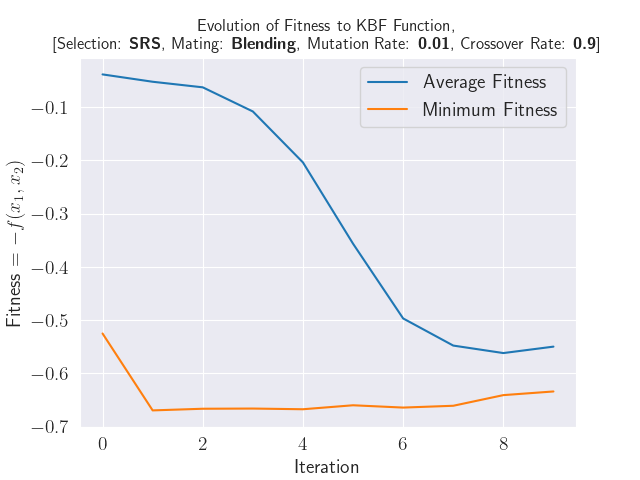 Evolution of Fitness to KBF Function,
[Selection: SRS, Mating: Blending, Mutation Rate: 0.01, Crossover Rate: 0.9]
Average Fitness
Minimum Fitness
Fitness = −f(x₁, x₂)
−0.1
−0.2
−0.3
−0.4
−0.5
−0.6
−0.7
0 2 4 6 8
Iteration